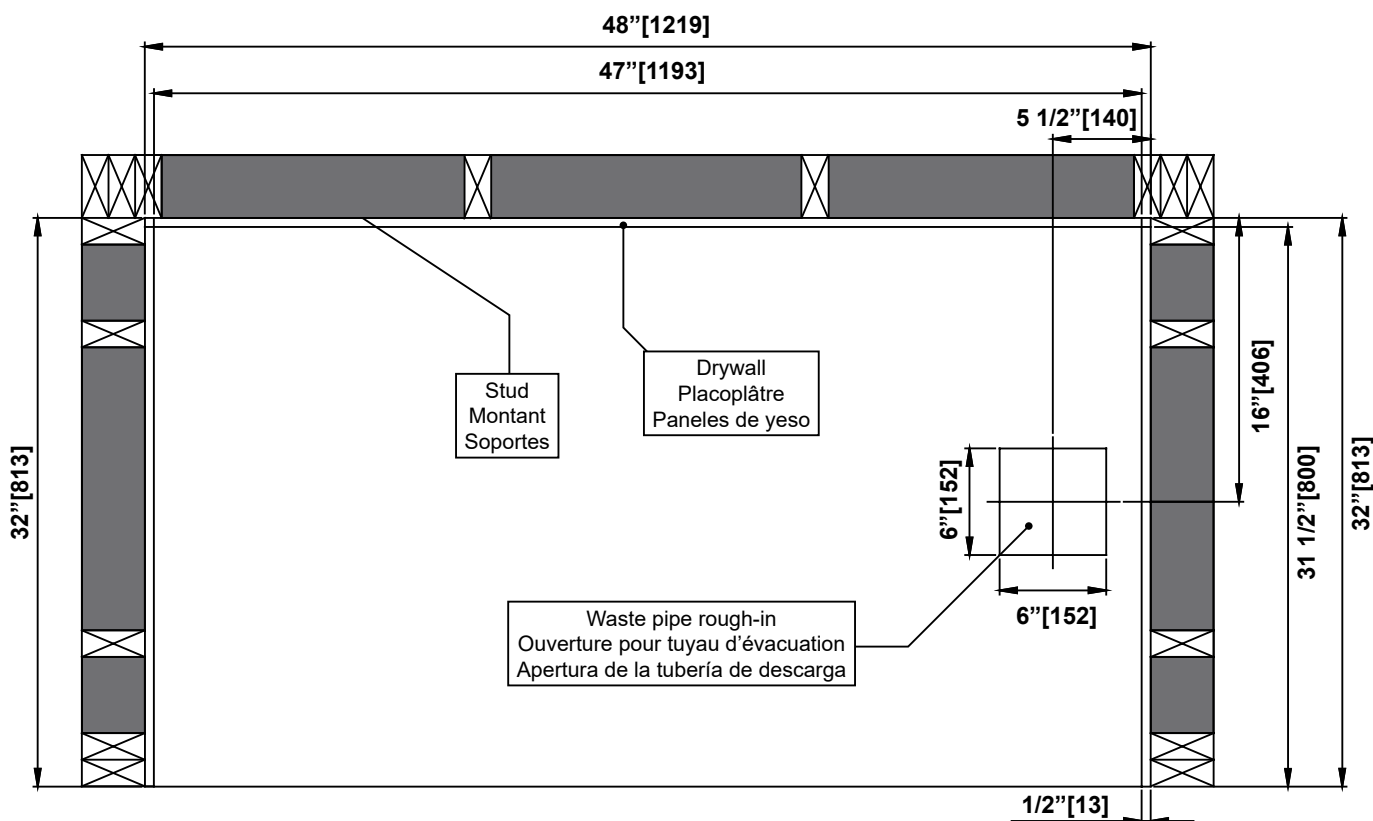 48”[1219]
47”[1193]
5 1/2”[140]
Stud
Montant
Soportes
Drywall
Placoplâtre
Paneles de yeso
16”[406]
32”[813]
6”[152]
31 1/2”[800]
32”[813]
6”[152]
Waste pipe rough-in
Ouverture pour tuyau d’évacuation
Apertura de la tubería de descarga
1/2”[13]